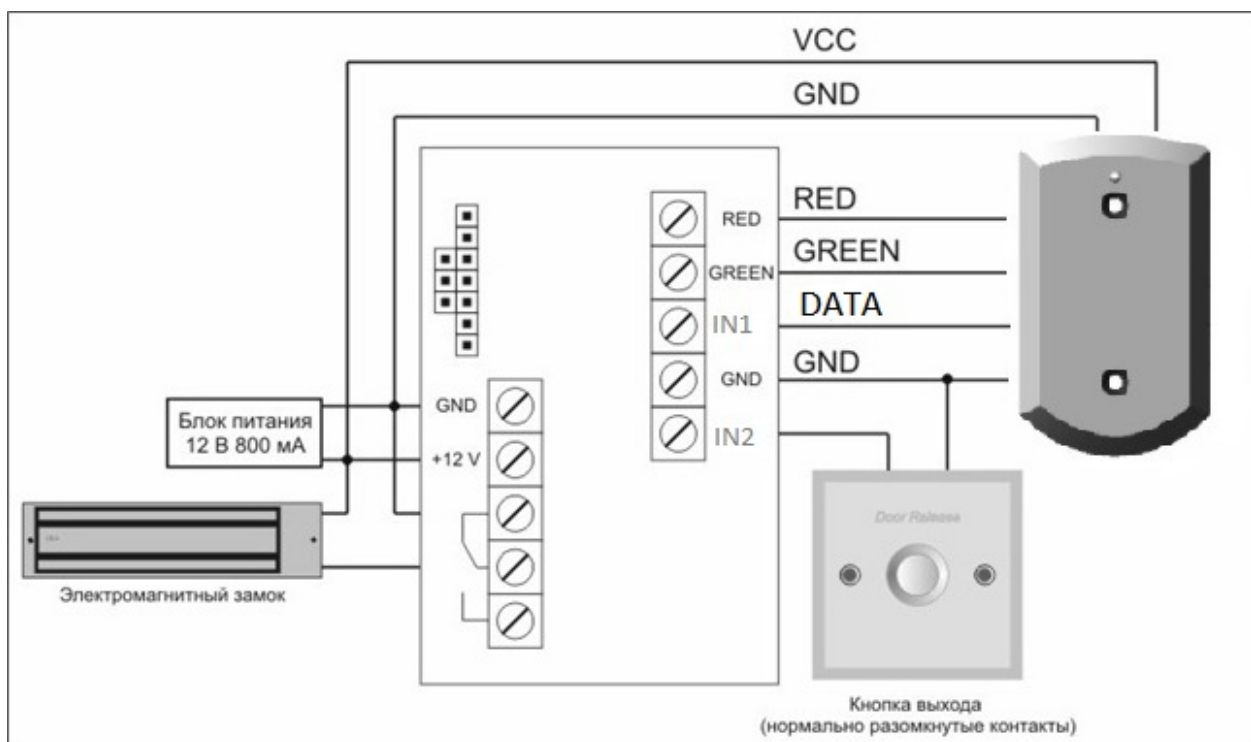 VCC
GND
RED
RED
GREEN
GREEN
IN1
DATA
GND
GND
IN2
Блок питания
12 В 800 мА
GND
+12 V
Электромагнитный замок
Door Release
Кнопка выхода
(нормально разомкнутые контакты)